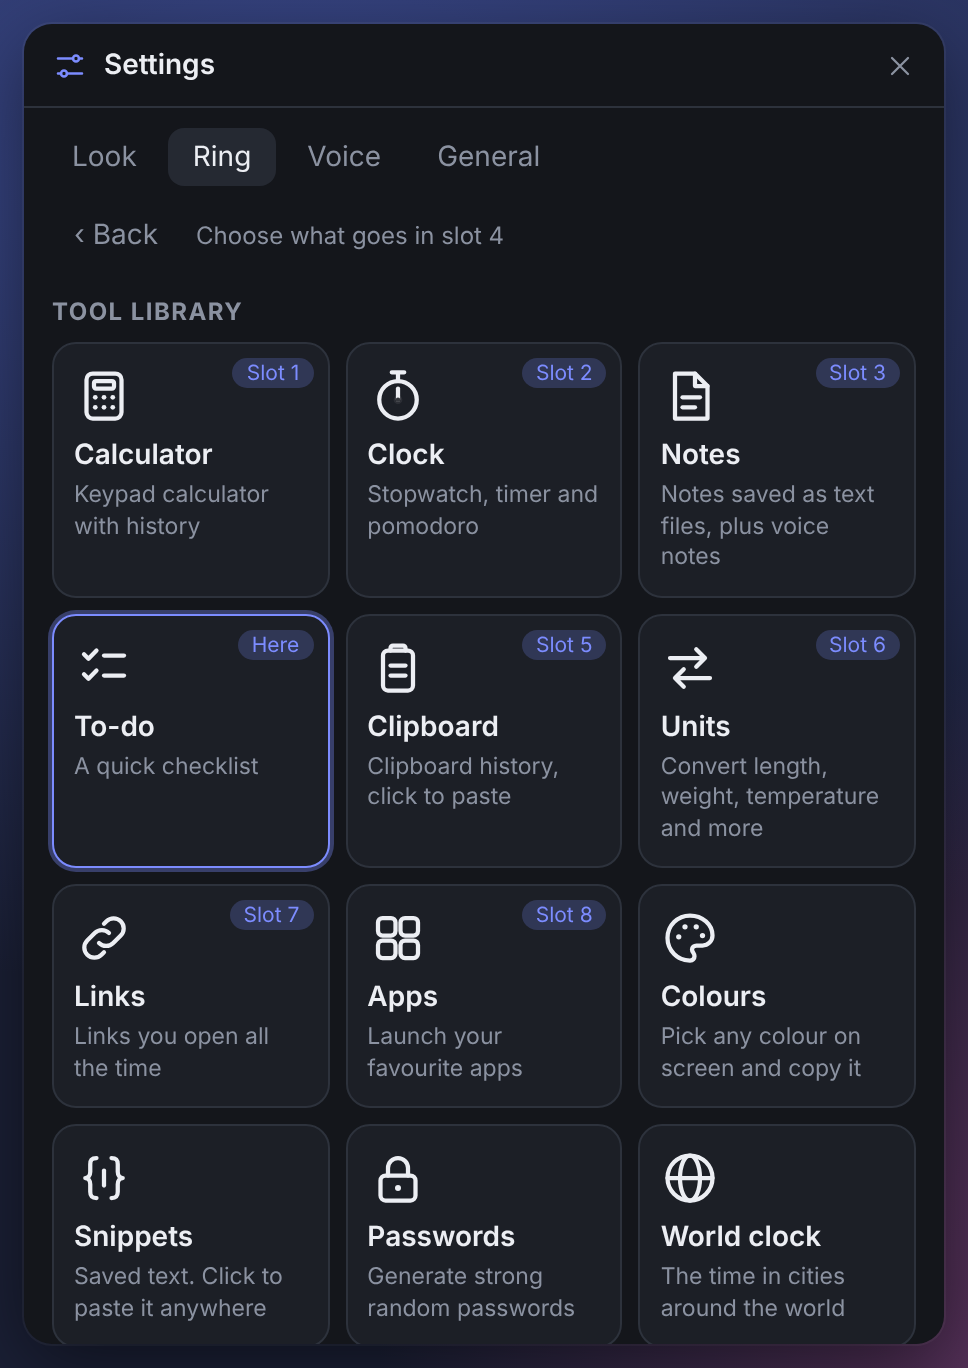 Settings
Look Ring Voice General
‹ Back Choose what goes in slot 4
TOOL LIBRARY
Slot 1
Calculator
Keypad calculator
with history
Slot 2
Clock
Stopwatch, timer and
pomodoro
Slot 3
Notes
Notes saved as text
files, plus voice
notes
Here
To-do
A quick checklist
Slot 5
Clipboard
Clipboard history,
click to paste
Slot 6
Units
Convert length,
weight, temperature
and more
Slot 7
Links
Links you open all
the time
Slot 8
Apps
Launch your
favourite apps
Colours
Pick any colour on
screen and copy it
Snippets
Saved text. Click to
paste it anywhere
Passwords
Generate strong
random passwords
World clock
The time in cities
around the world